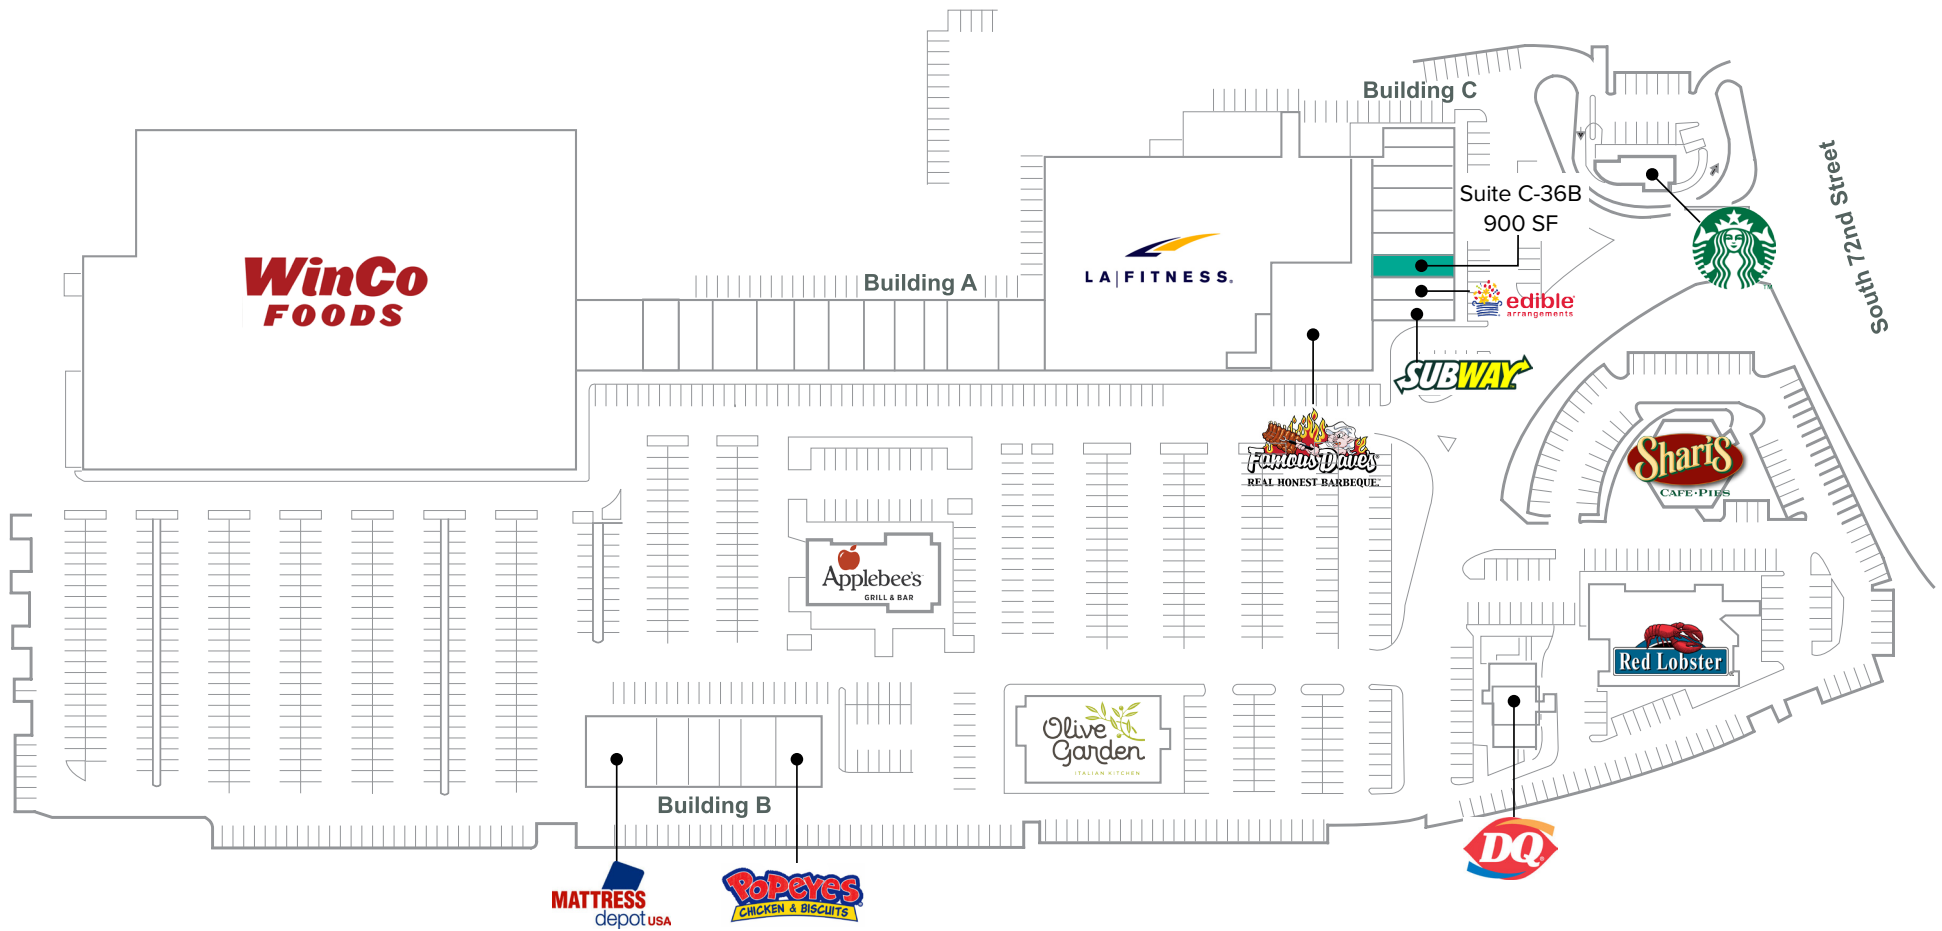 Building C
South 72nd Street
Suite C-36B
900 SF
WinCo
FOODS
Building A
LA|FITNESS.
edible
arrangements
SUBWAY
Famous Dave's
REAL HONEST BARBEQUE
Shari's
CAFE • PIES
Applebee's
GRILL & BAR
Red Lobster
Olive
Garden
ITALIAN KITCHEN
Building B
MATTRESS
depot USA
POPEYES
CHICKEN & BISCUITS
DQ